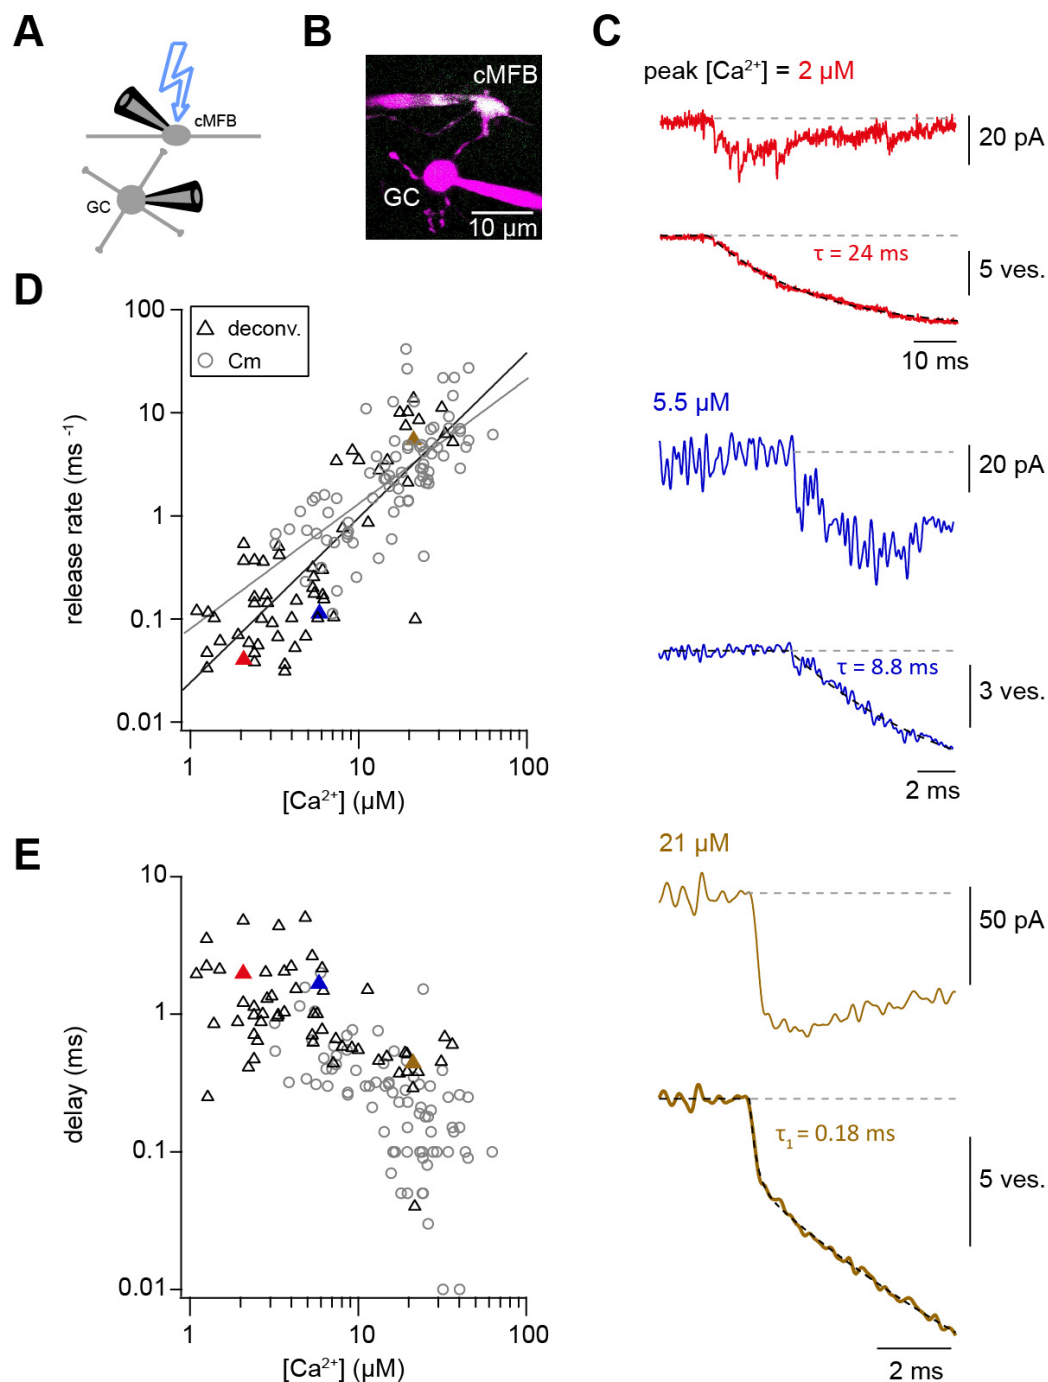 A
cMFB
GC
B
cMFB
GC
10 µm
C
peak [Ca²⁺] = 2 µM
20 pA
τ = 24 ms
5 ves.
10 ms
5.5 µM
20 pA
τ = 8.8 ms
3 ves.
2 ms
21 µM
50 pA
τ₁ = 0.18 ms
5 ves.
2 ms
D
deconv.
Cm
100
10
1
0.1
0.01
release rate (ms ⁻¹)
1
10
100
[Ca²⁺] (µM)
E
10
1
0.1
0.01
delay (ms)
1
10
100
[Ca²⁺] (µM)